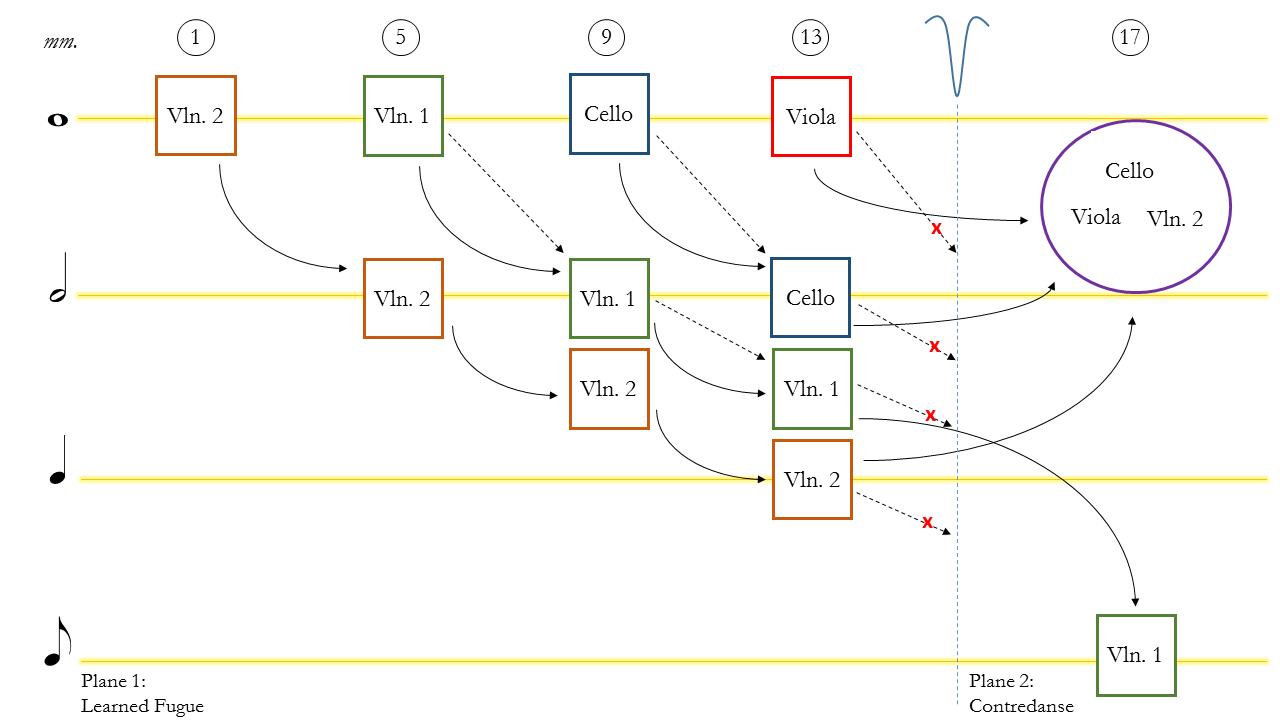 mm. 1 5 9 13 17
Vln. 2 Vln. 1 Cello Viola
Cello
Viola Vln. 2
x
Vln. 2 Vln. 1 Cello
x
Vln. 2 Vln. 1
x
Vln. 2
x
Vln. 1
Plane 1: Plane 2:
Learned Fugue Contredanse